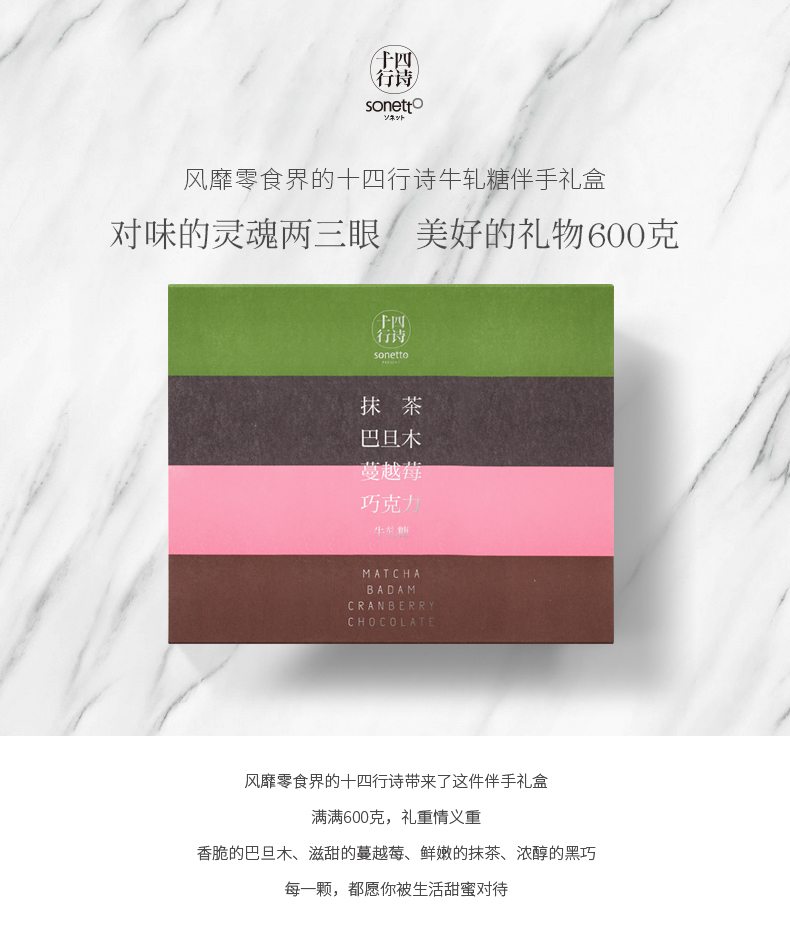 十四
行诗
sonetto
ソネット
风靡零食界的十四行诗牛轧糖伴手礼盒
对味的灵魂两三眼 美好的礼物600克
十四
行诗
sonetto
抹 茶
巴旦木
蔓越莓
巧克力
牛轧糖
MATCHA
BADAM
CRANBERRY
CHOCOLATE
风靡零食界的十四行诗带来了这件伴手礼盒
满满600克，礼重情义重
香脆的巴旦木、滋甜的蔓越莓、鲜嫩的抹茶、浓醇的黑巧
每一颗，都愿你被生活甜蜜对待